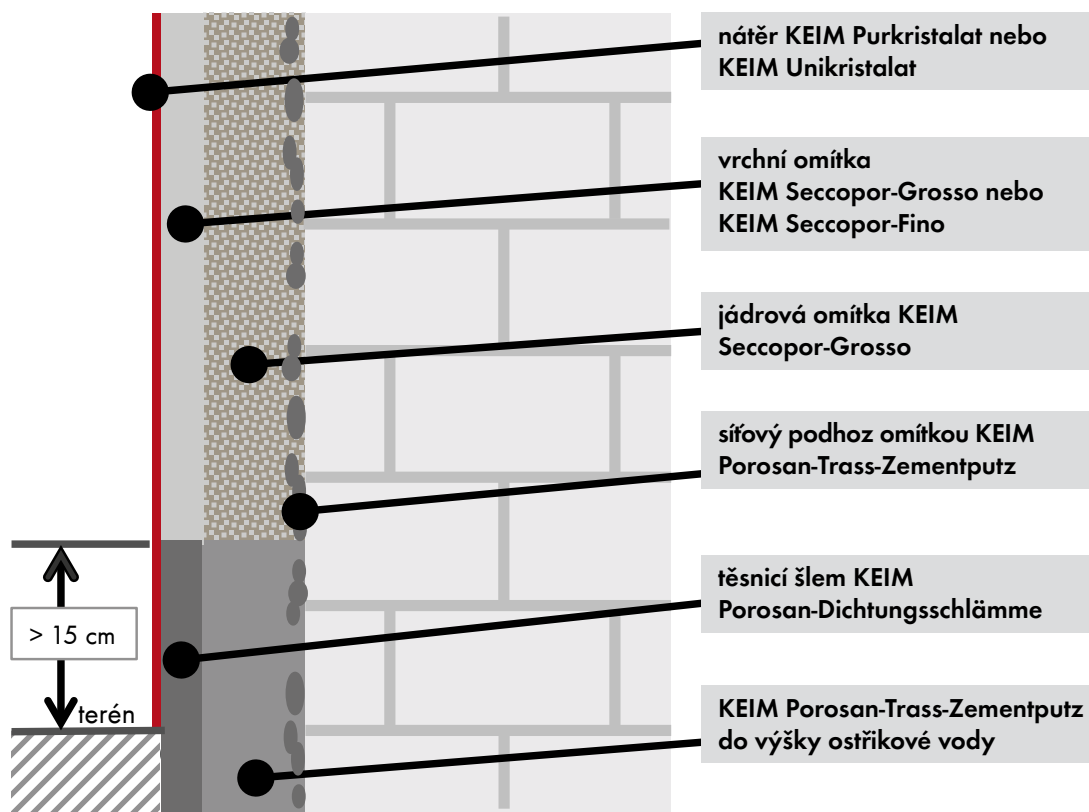 nátěr KEIM Purkristalat nebo
KEIM Unikristalat
vrchní omítka
KEIM Seccopor-Grosso nebo
KEIM Seccopor-Fino
jádrová omítka KEIM
Seccopor-Grosso
síťový podhoz omítkou KEIM
Porosan-Trass-Zementputz
těsnicí šlem KEIM
Porosan-Dichtungsschlämme
KEIM Porosan-Trass-Zementputz
do výšky ostřikové vody
> 15 cm
terén